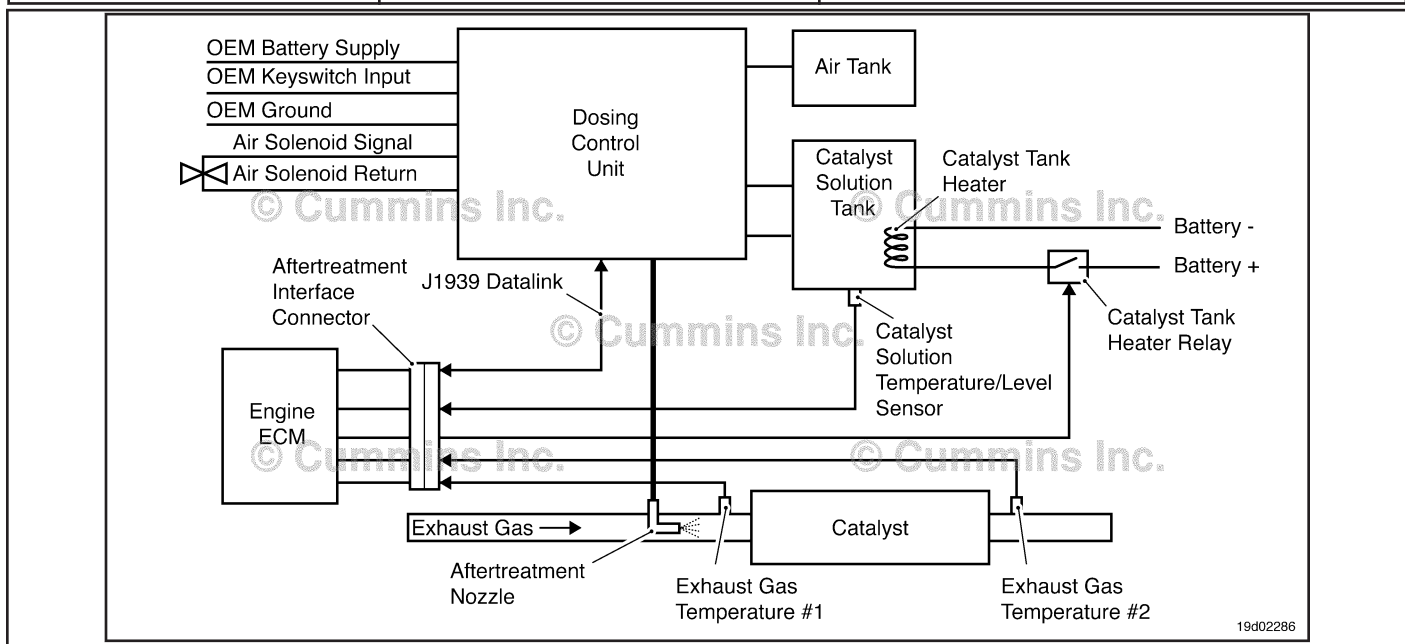 OEM Battery Supply
OEM Keyswitch Input
OEM Ground
Air Solenoid Signal
Air Solenoid Return
Dosing
Control
Unit
Air Tank
Catalyst
Solution
Tank
Catalyst Tank
Heater
Battery -
Battery +
Catalyst Tank
Heater Relay
© Cummins Inc.
© Cummins Inc.
Aftertreatment
Interface
Connector
J1939 Datalink
© Cummins Inc.
Catalyst
Solution
Temperature/Level
Sensor
Engine
ECM
© Cummins Inc.
© Cummins Inc.
Exhaust Gas
Catalyst
Aftertreatment
Nozzle
Exhaust Gas
Temperature #1
Exhaust Gas
Temperature #2
19d02286